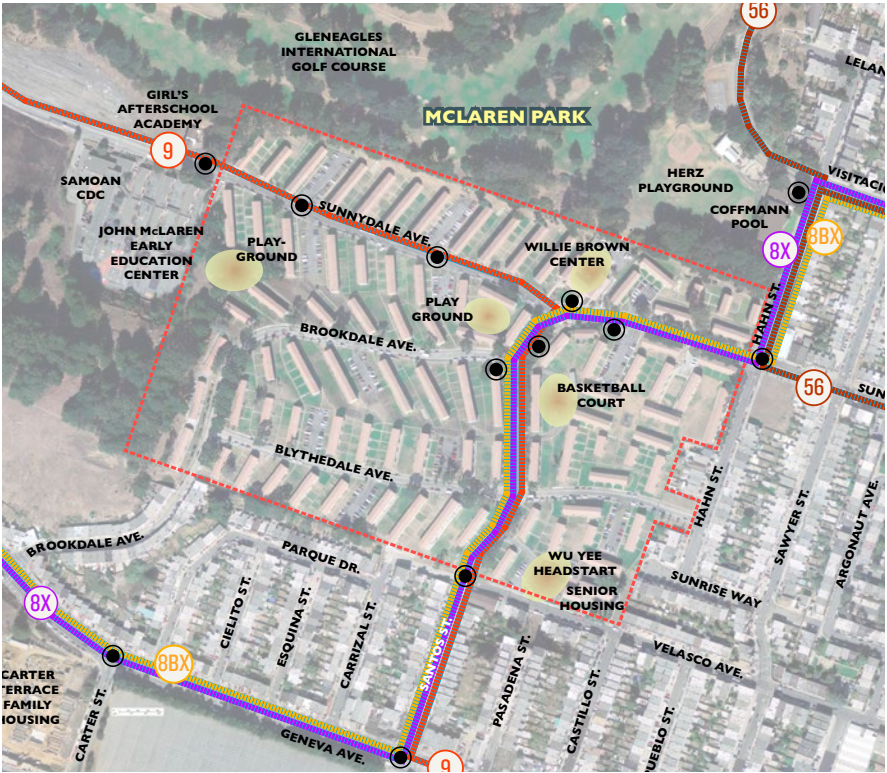 56
GLENEAGLES
INTERNATIONAL
GOLF COURSE
LELAN
GIRL'S
AFTERSCHOOL
ACADEMY
MCLAREN PARK
9
HERZ
PLAYGROUND
VISITACI
SAMOAN
CDC
COFFMANN
POOL
SUNNYDALE AVE.
JOHN McLAREN
EARLY
EDUCATION
CENTER
PLAY-
GROUND
WILLIE BROWN
CENTER
8X
8BX
PLAY
GROUND
HAHN ST.
BROOKDALE AVE.
BASKETBALL
COURT
56
SUN
BLYTHEDALE AVE.
HAHN ST.
SAWYER ST.
ARGONAUT AVE.
BROOKDALE AVE.
PARQUE DR.
WU YEE
HEADSTART
SENIOR
HOUSING
SUNRISE WAY
8X
CIELITO ST.
ESQUINA ST.
CARRIZAL ST.
SANTOS ST.
8BX
PASADENA ST.
CASTILLO ST.
VELASCO AVE.
CARTER
TERRACE
FAMILY
HOUSING
CARTER ST.
GENEVA AVE.
PUEBLO ST.
9